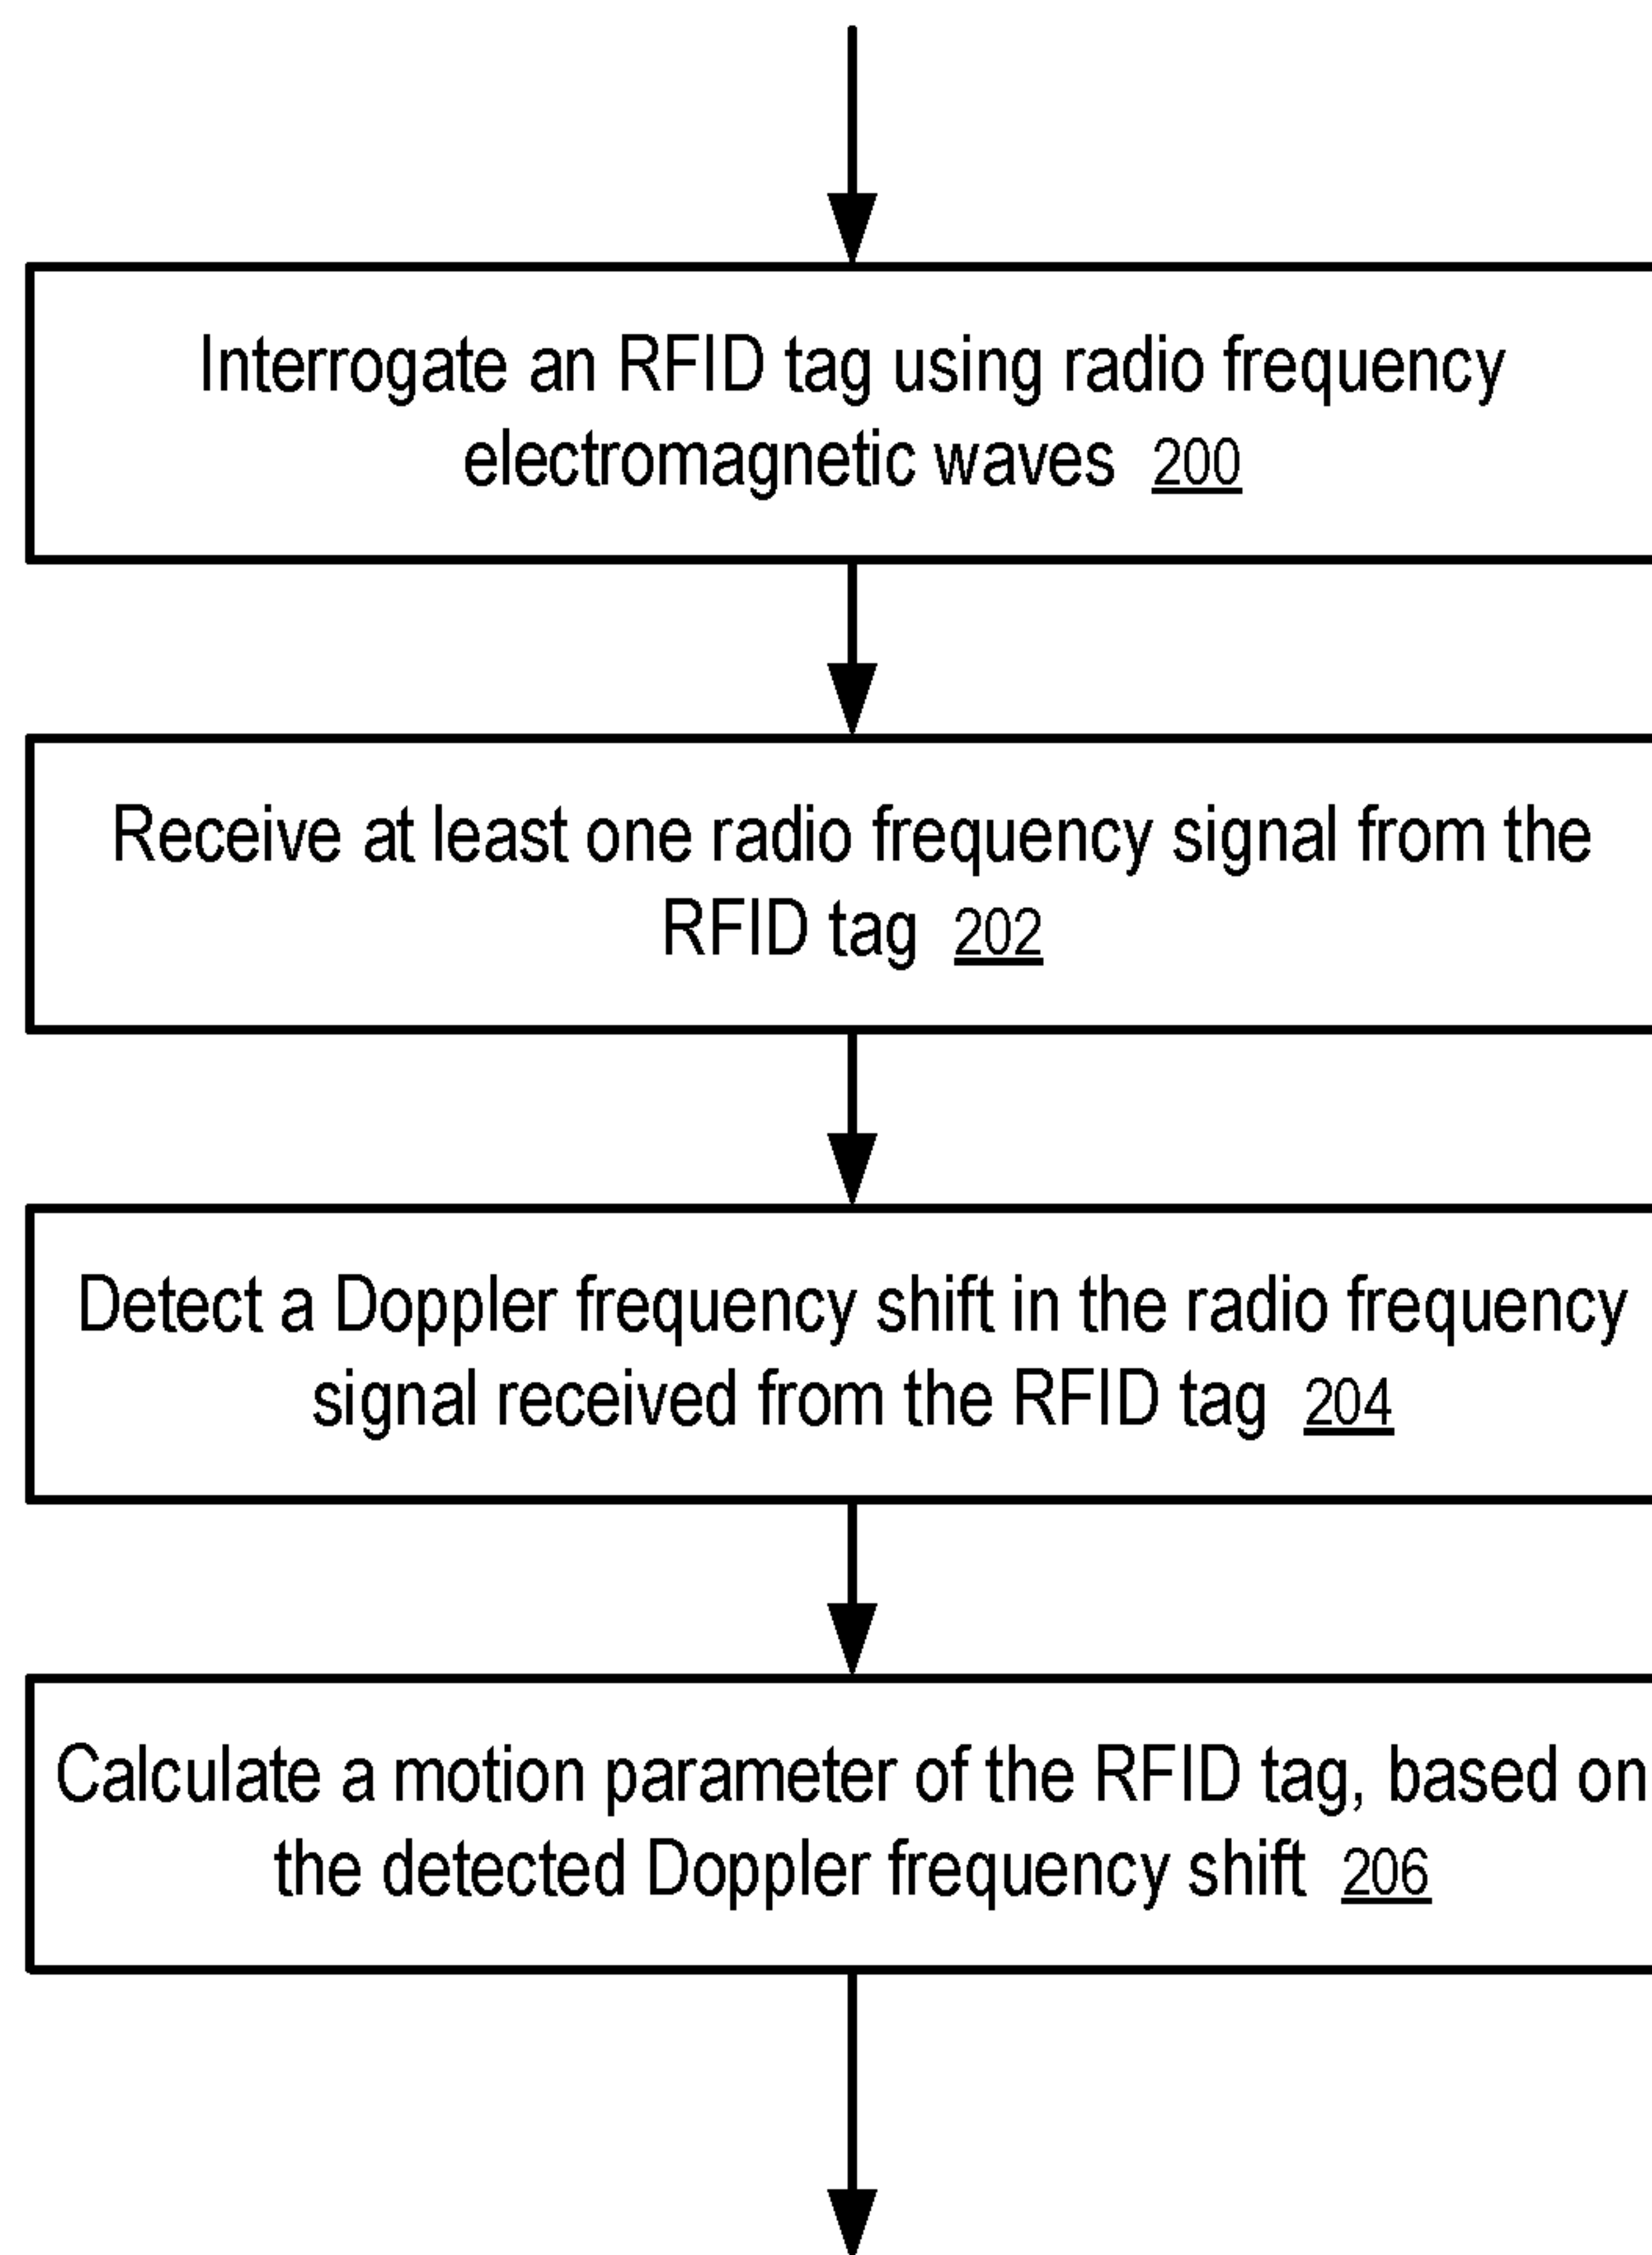 Interrogate an RFID tag using radio frequency
electromagnetic waves 200
Receive at least one radio frequency signal from the
RFID tag 202
Detect a Doppler frequency shift in the radio frequency
signal received from the RFID tag 204
Calculate a motion parameter of the RFID tag, based on
the detected Doppler frequency shift 206